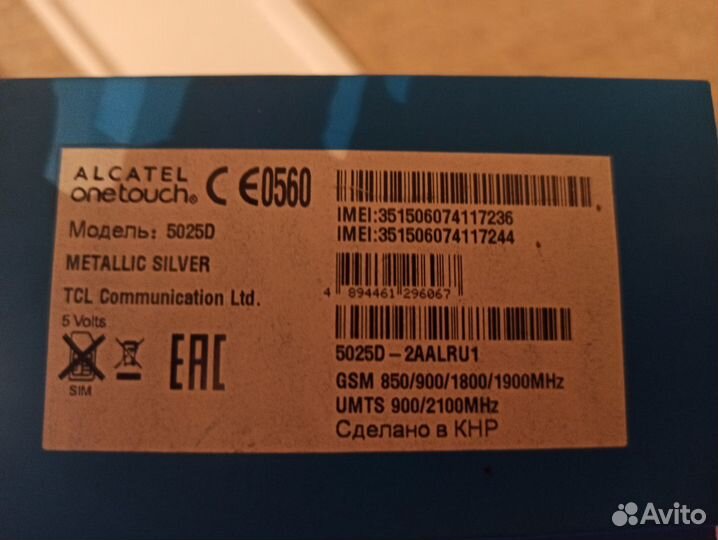 ALCATEL
onetouch® CE0560
Модель: 5025D
METALLIC SILVER
TCL Communication Ltd.
5 Volts
SIM
EAC
IMEI:351506074117236
IMEI:351506074117244
4 894461 296067
5025D-2AALRU1
GSM 850/900/1800/1900MHz
UMTS 900/2100MHz
Сделано в КНР
Avito